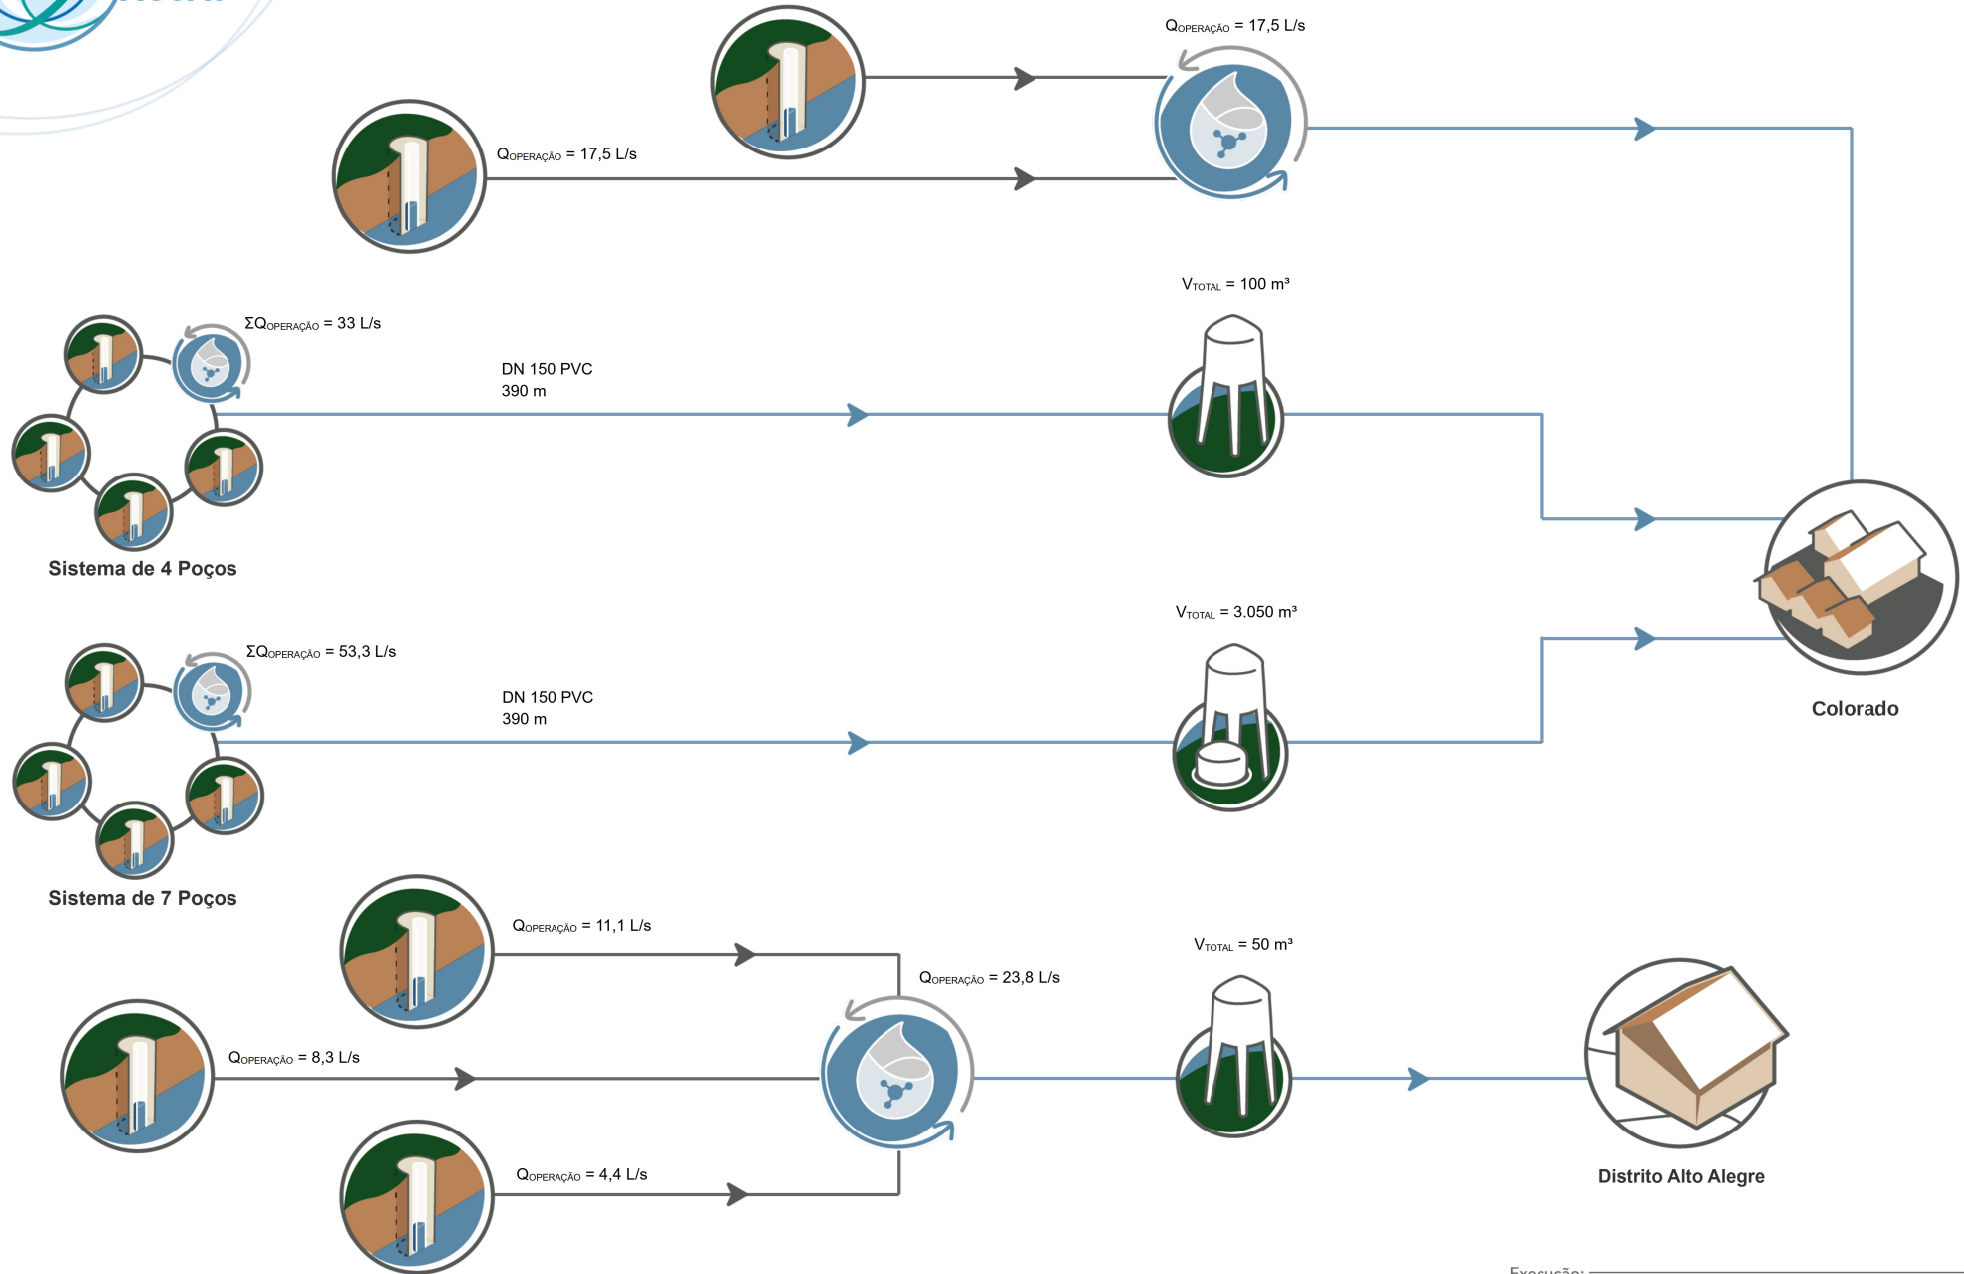 QOPERAÇÃO = 17,5 L/s
QOPERAÇÃO = 17,5 L/s
VTOTAL = 100 m³
ΣQOPERAÇÃO = 33 L/s
DN 150 PVC
390 m
Sistema de 4 Poços
VTOTAL = 3.050 m³
ΣQOPERAÇÃO = 53,3 L/s
DN 150 PVC
390 m
Colorado
Sistema de 7 Poços
QOPERAÇÃO = 11,1 L/s
VTOTAL = 50 m³
QOPERAÇÃO = 23,8 L/s
QOPERAÇÃO = 8,3 L/s
QOPERAÇÃO = 4,4 L/s
Distrito Alto Alegre
Execução: